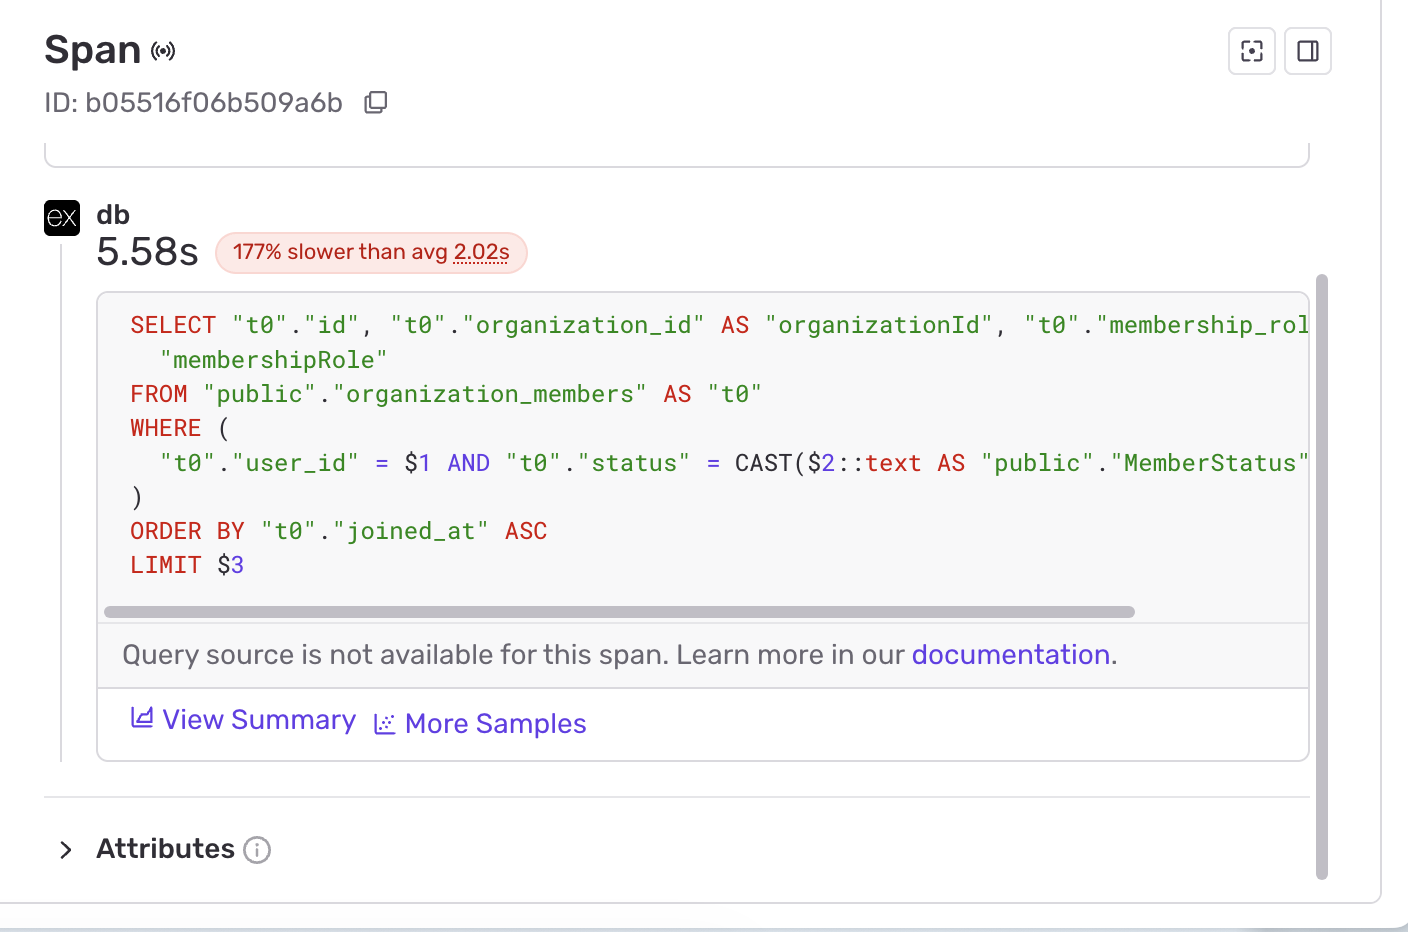 Span
ID: b05516f06b509a6b
ex
db
5.58s 177% slower than avg 2.02s
SELECT "t0"."id", "t0"."organization_id" AS "organizationId", "t0"."membership_rol
"membershipRole"
FROM "public"."organization_members" AS "t0"
WHERE (
"t0"."user_id" = $1 AND "t0"."status" = CAST($2::text AS "public"."MemberStatus"
)
ORDER BY "t0"."joined_at" ASC
LIMIT $3
Query source is not available for this span. Learn more in our documentation.
View Summary More Samples
Attributes